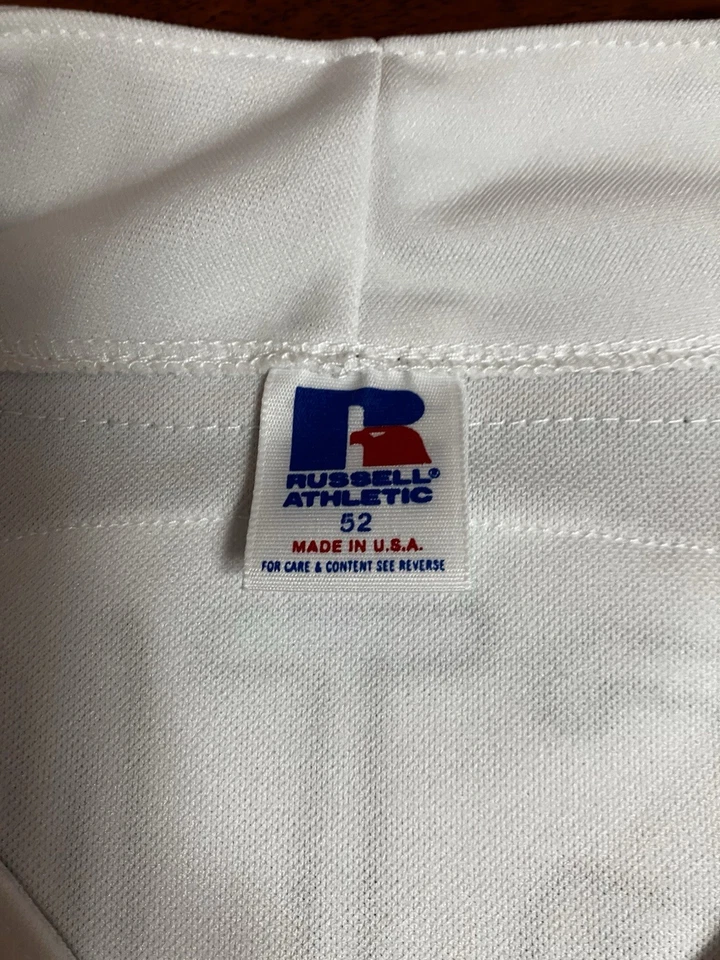 R
RUSSELL®
ATHLETIC
52
MADE IN U.S.A.
FOR CARE & CONTENT SEE REVERSE